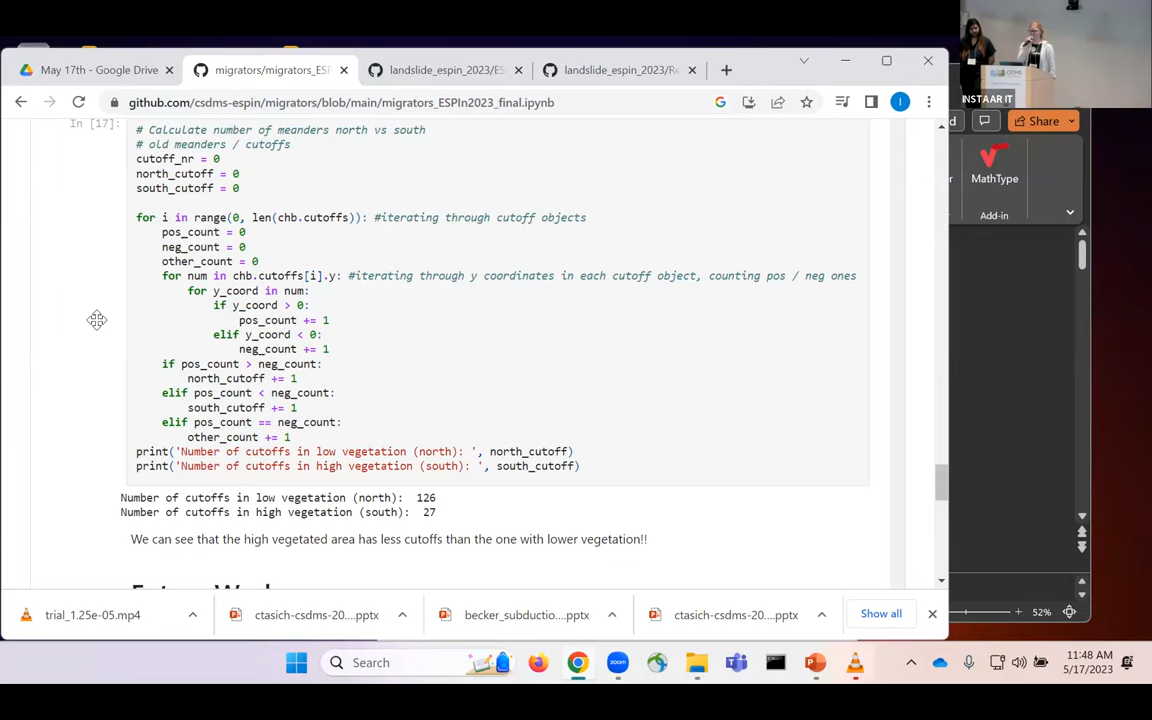 May 17th - Google Drive
migrators/migrators_ESI
landslide_espin_2023/ES
landslide_espin_2023/Re
github.com/csdms-espin/migrators/blob/main/migrators_ESPIn2023_final.ipynb
I
INSTAAR IT
Share
MathType
Add-in
In [17]:
# Calculate number of meanders north vs south
# old meanders / cutoffs
cutoff_nr = 0
north_cutoff = 0
south_cutoff = 0
for i in range(0, len(chb.cutoffs)): #iterating through cutoff objects
pos_count = 0
neg_count = 0
other_count = 0
for num in chb.cutoffs[i].y: #iterating through y coordinates in each cutoff object, counting pos / neg ones
for y_coord in num:
if y_coord > 0:
pos_count += 1
elif y_coord < 0:
neg_count += 1
if pos_count > neg_count:
north_cutoff += 1
elif pos_count < neg_count:
south_cutoff += 1
elif pos_count == neg_count:
other_count += 1
print('Number of cutoffs in low vegetation (north): ', north_cutoff)
print('Number of cutoffs in high vegetation (south): ', south_cutoff)
Number of cutoffs in low vegetation (north): 126
Number of cutoffs in high vegetation (south): 27
We can see that the high vegetated area has less cutoffs than the one with lower vegetation!!
trial_1.25e-05.mp4
ctasich-csdms-20....pptx
becker_subductio....pptx
ctasich-csdms-20....pptx
Show all
52%
Search
zoom
11:48 AM
5/17/2023